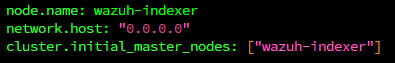 node.name: wazuh-indexer
network.host: "0.0.0.0"
cluster.initial_master_nodes: ["wazuh-indexer"]